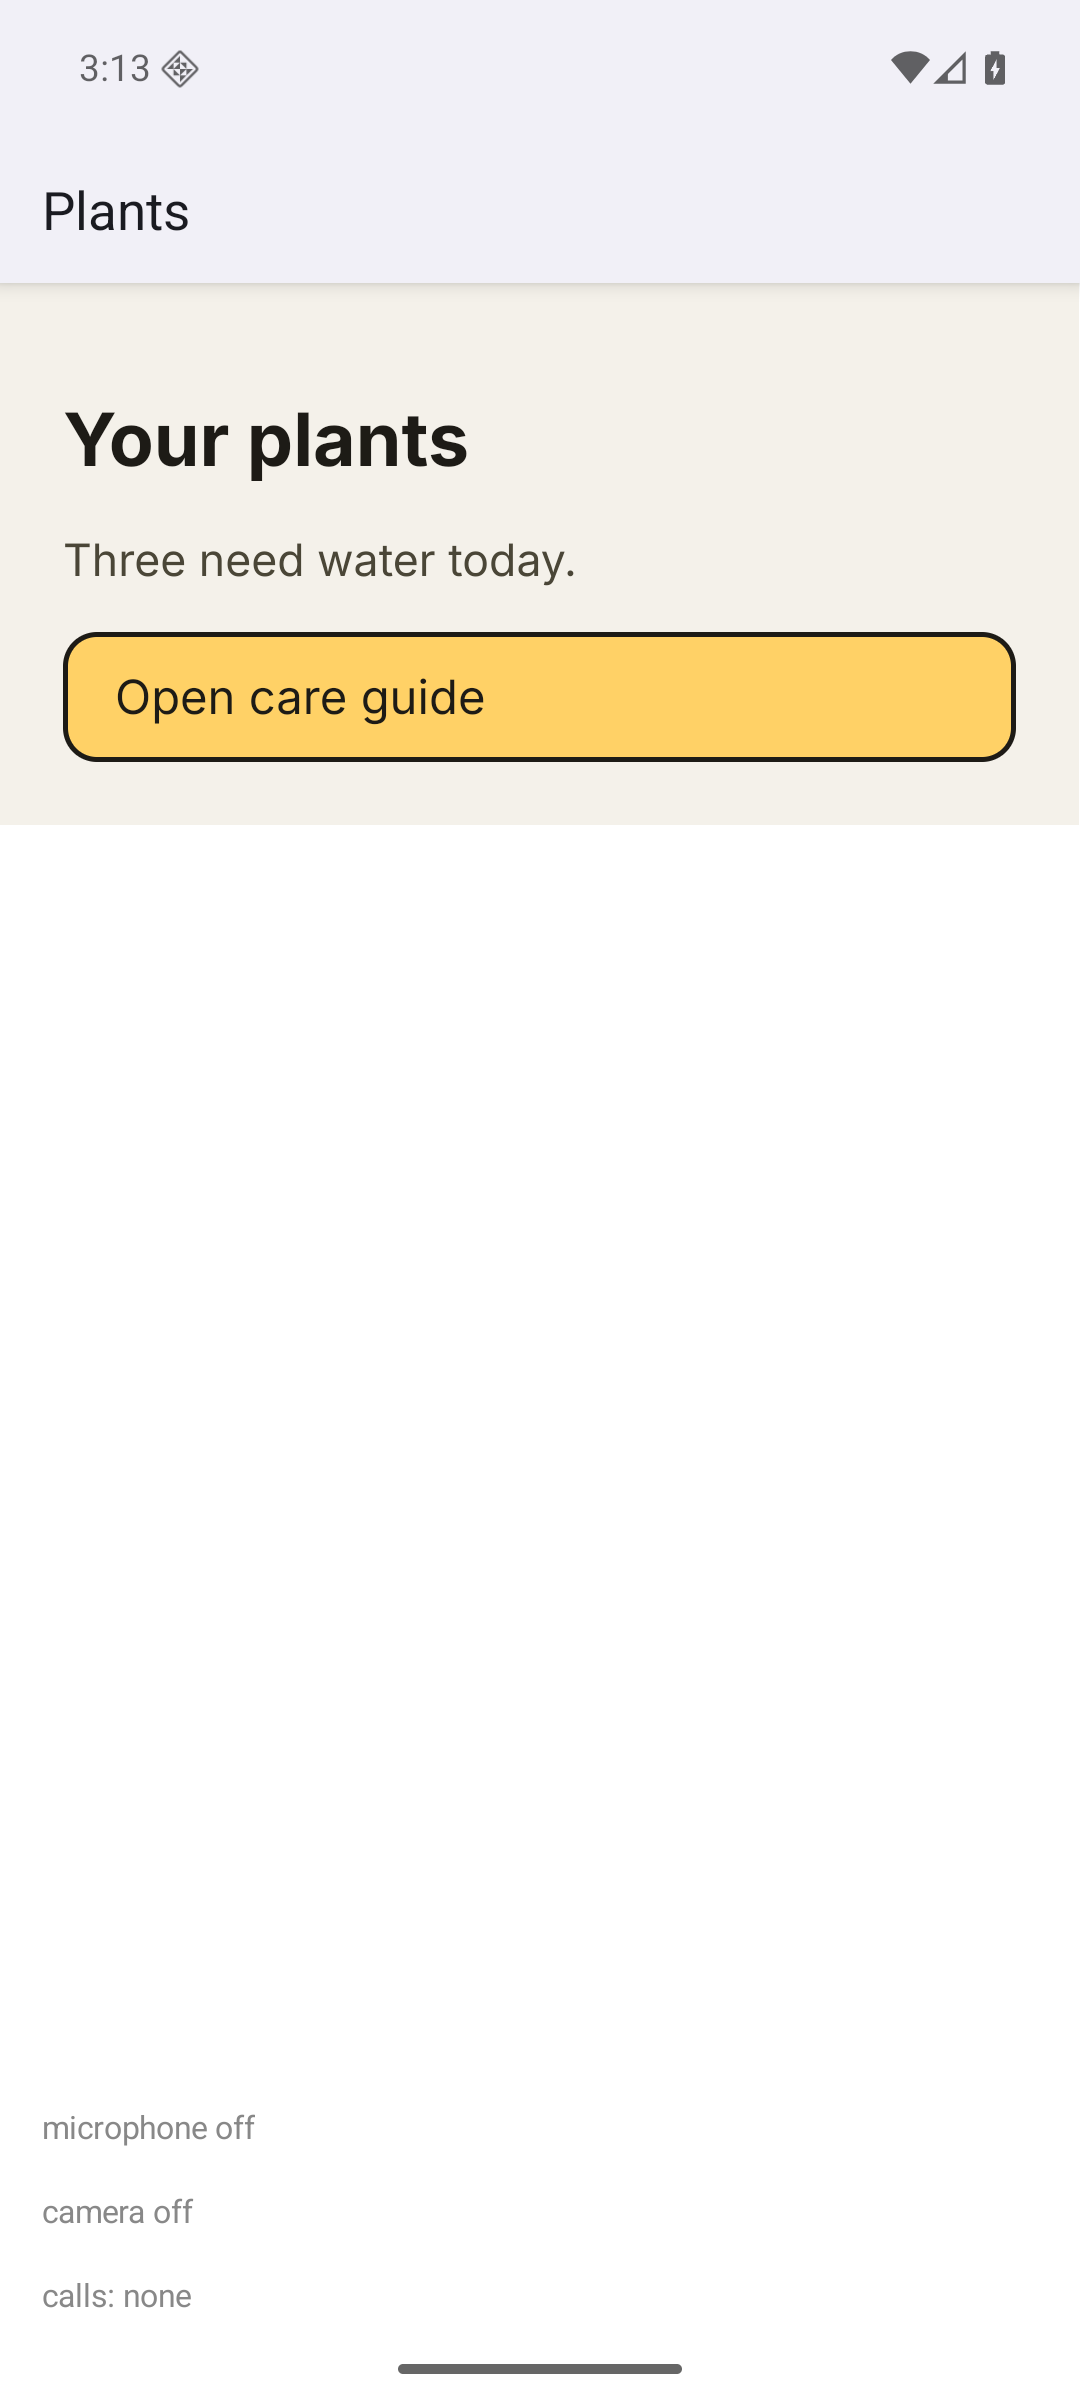 3:13
Plants
Your plants
Three need water today.
Open care guide
microphone off
camera off
calls: none